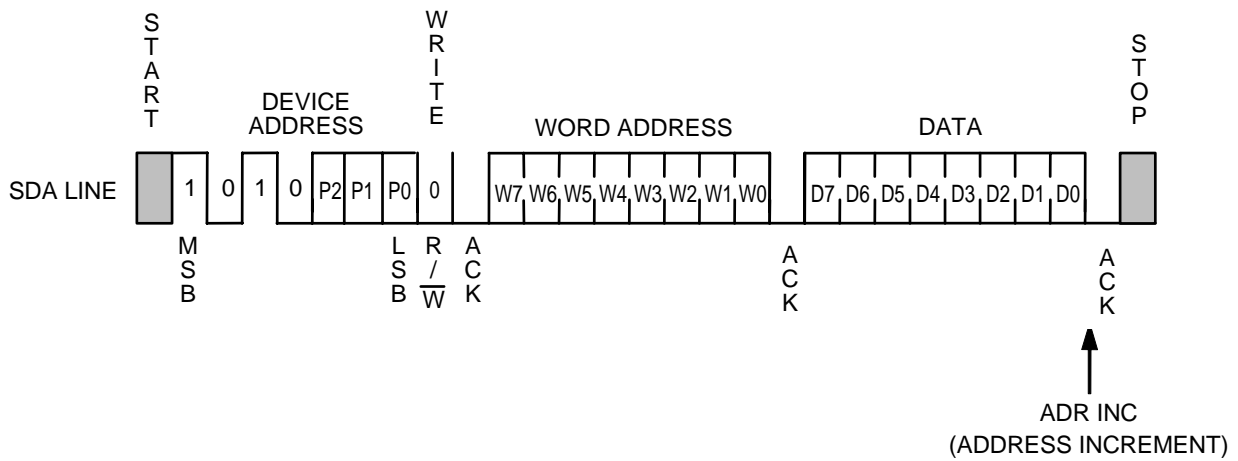 START
WRITE
STOP
DEVICE
ADDRESS
WORD ADDRESS
DATA
SDA LINE
1 0 1 0 P2 P1 P0 0
W7 W6 W5 W4 W3 W2 W1 W0
D7 D6 D5 D4 D3 D2 D1 D0
MSB
LSB
R/W
ACK
ACK
ACK
ADR INC
(ADDRESS INCREMENT)